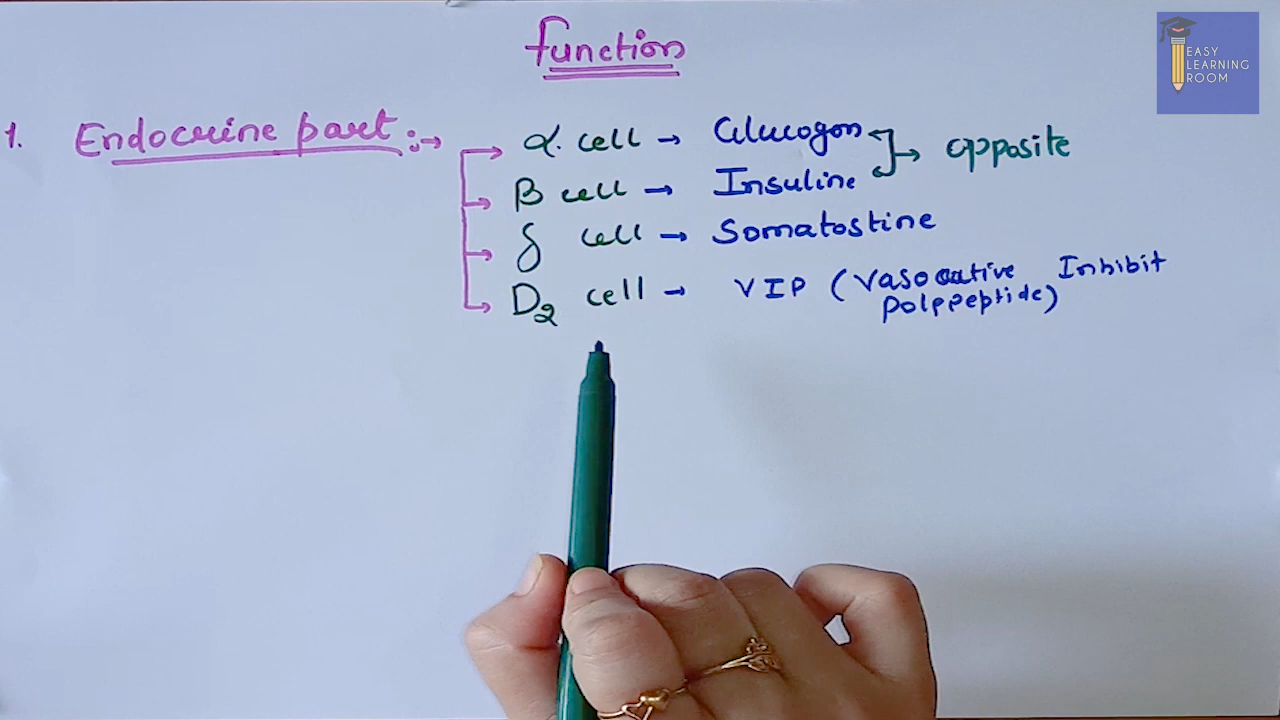 function
EASY
LEARNING
ROOM
1. Endocrine part :→
α. cell → Glucogon
opposite
B cell → Insuline
δ cell → Somatostine
D2 cell → VIP (Vasoactive Inhibit
polppeptide)